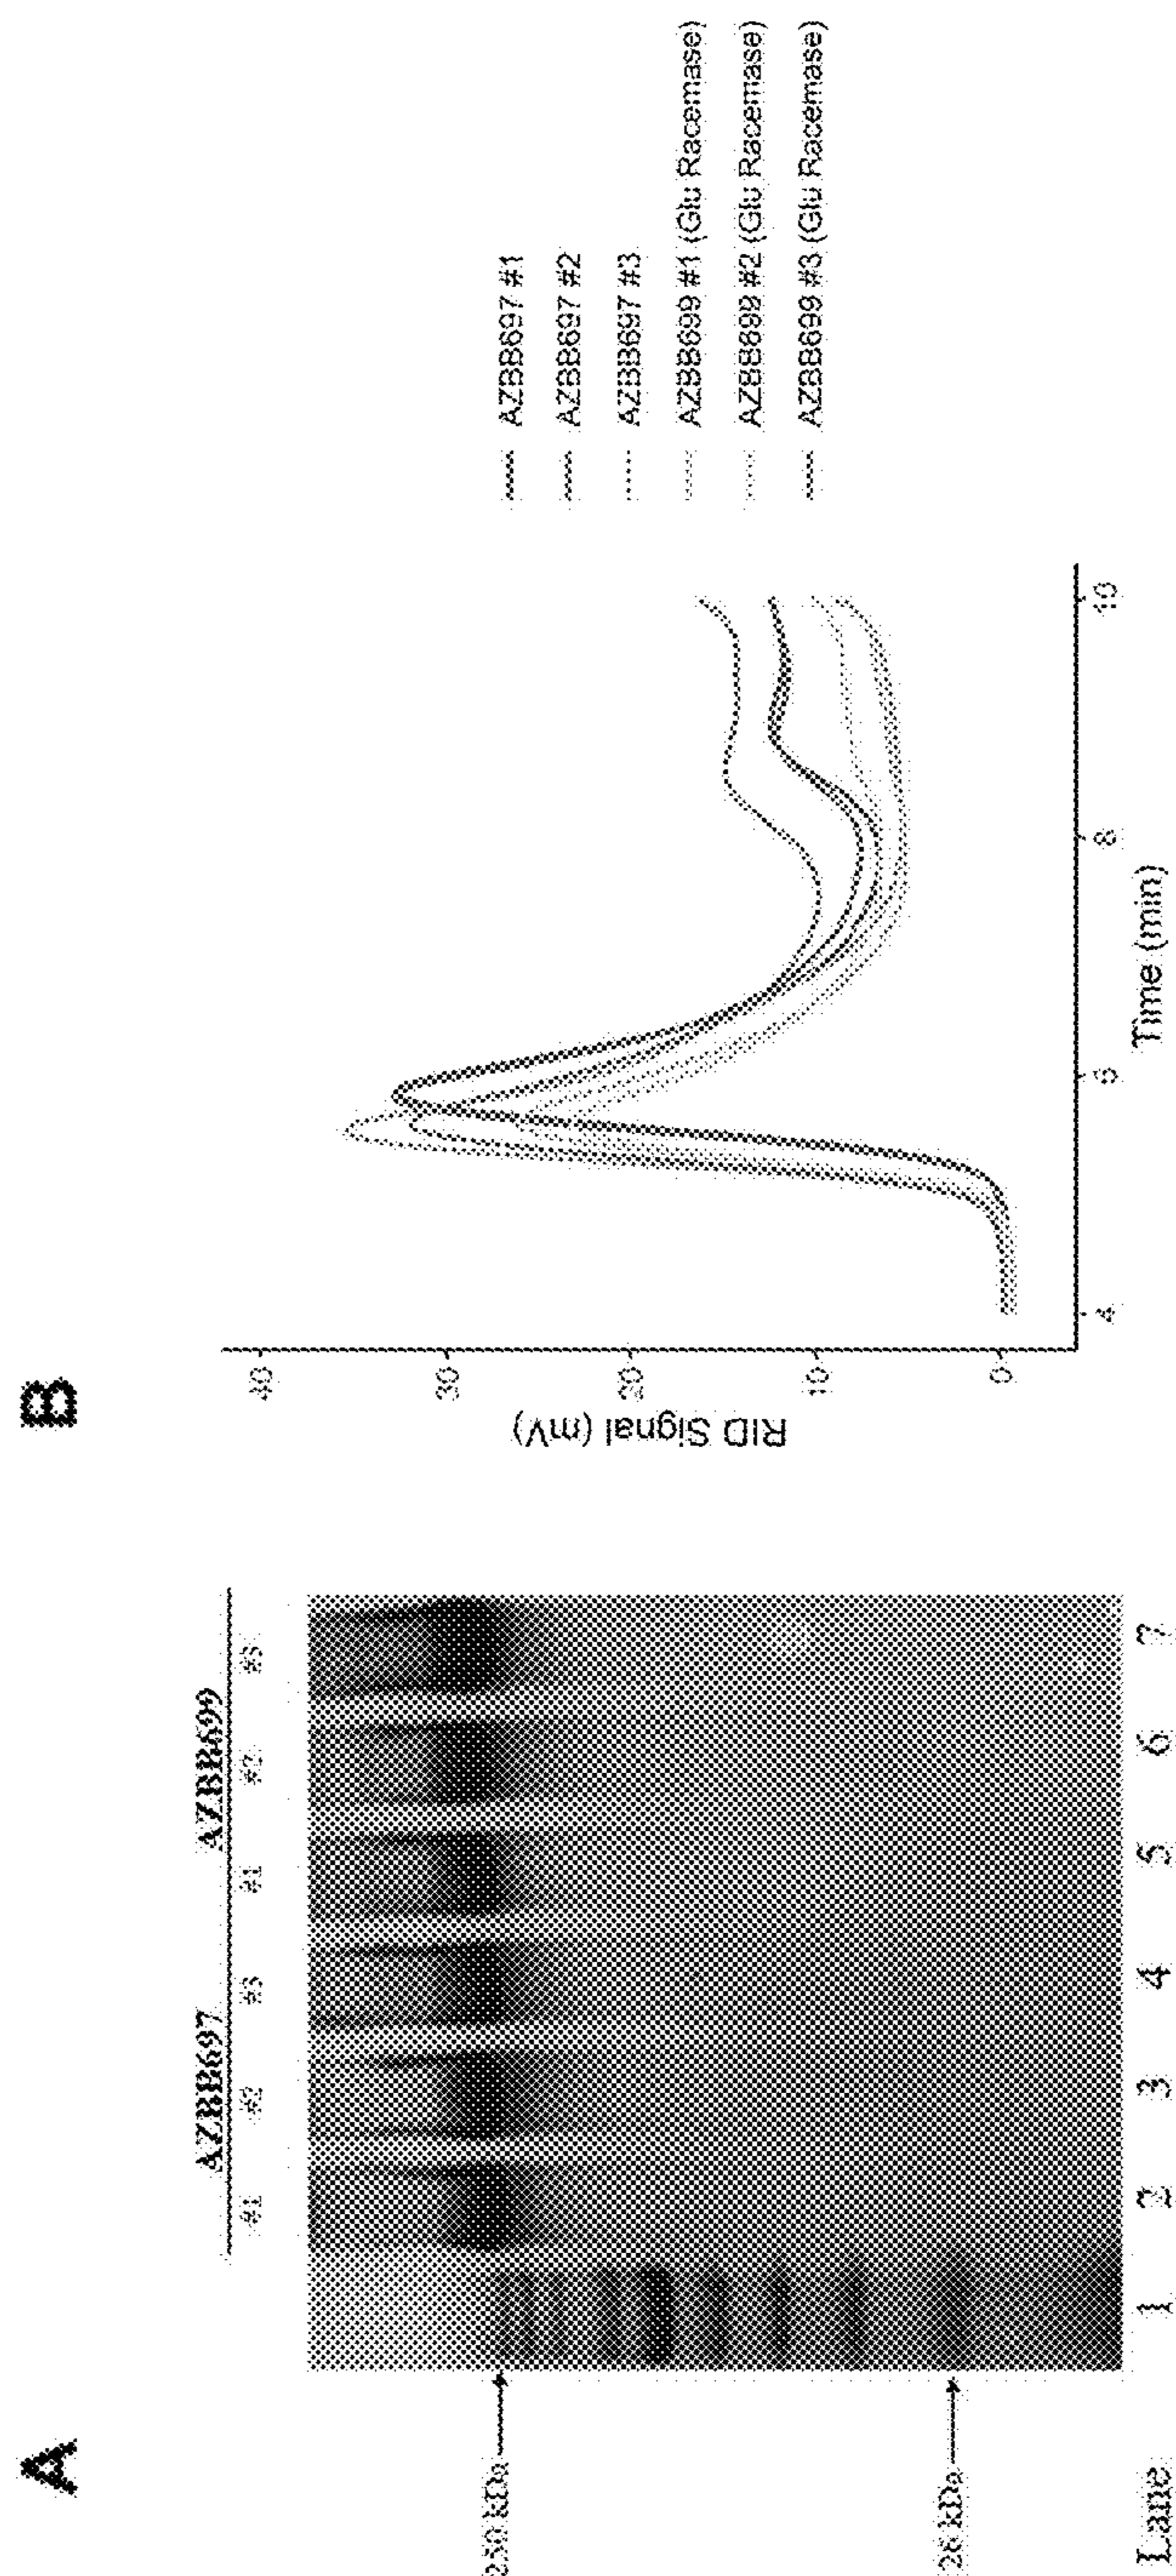 A
AZBB697
AZBB699
#1
#2
#3
#1
#2
#3
250 kDa
26 kDa
Lane
1
2
3
4
5
6
7
B
RID Signal (mV)
40
30
20
10
0
4
6
8
10
Time (min)
AZBB697 #1
AZBB697 #2
AZBB697 #3
AZBB699 #1 (Glu Racemase)
AZBB699 #2 (Glu Racemase)
AZBB699 #3 (Glu Racemase)